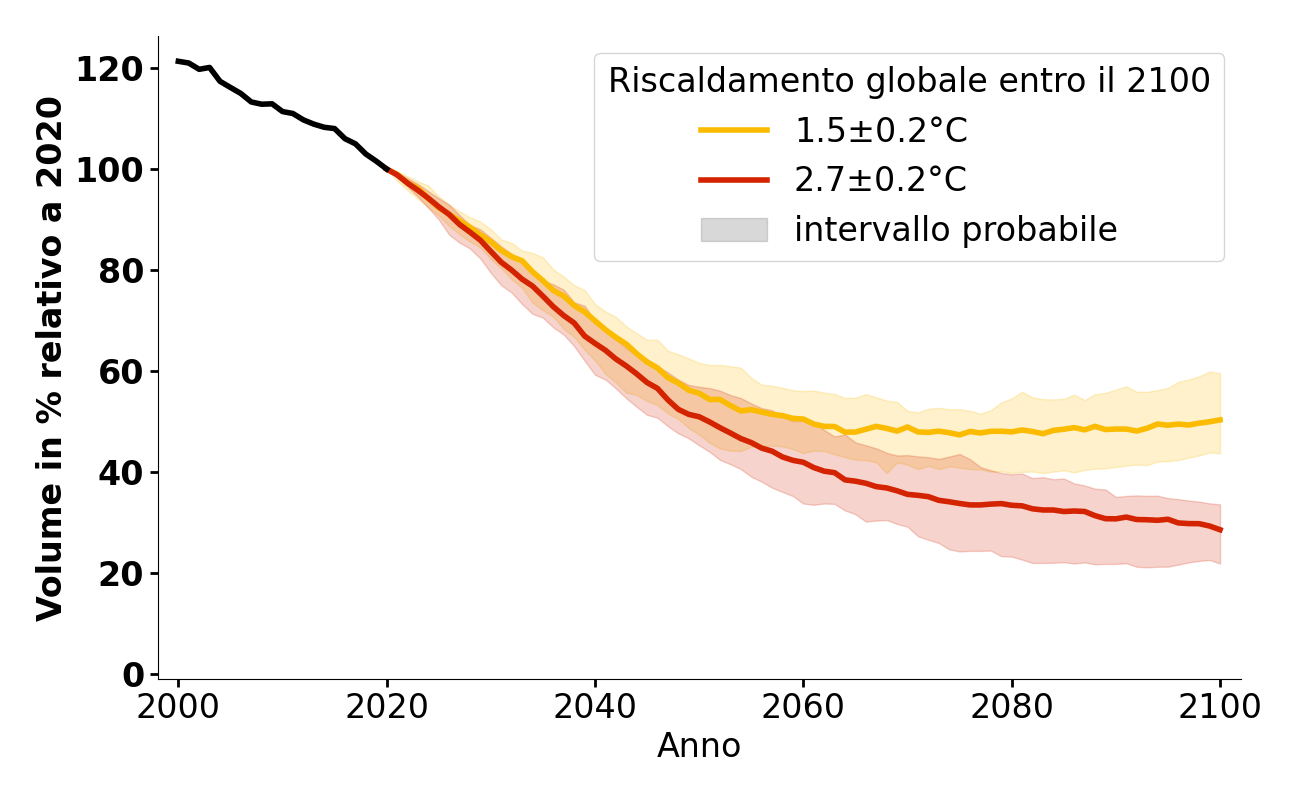 Volume in % relativo a 2020
120
100
80
60
40
20
0
Riscaldamento globale entro il 2100
1.5±0.2°C
2.7±0.2°C
intervallo probabile
2000 2020 2040 2060 2080 2100
Anno